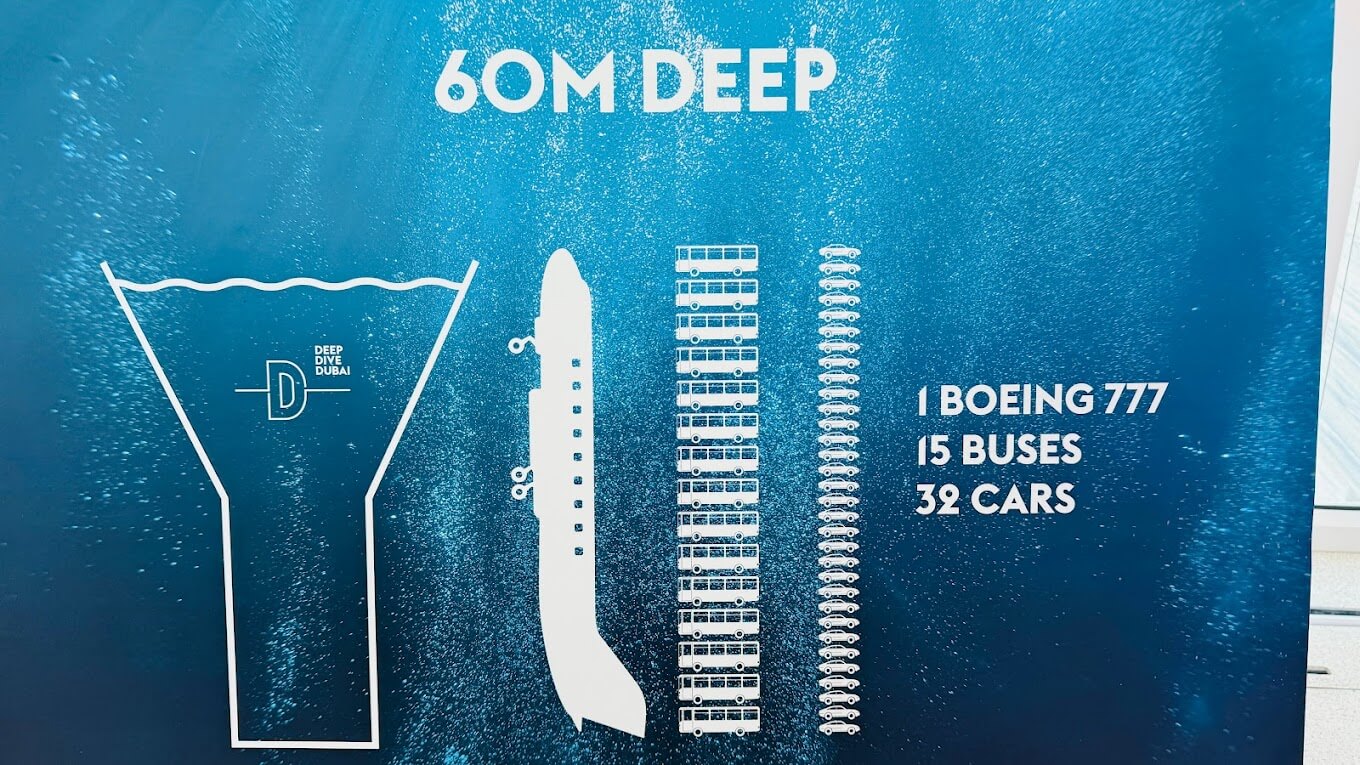 60M DEEP
DEEP
DIVE
DUBAI
D
1 BOEING 777
15 BUSES
32 CARS